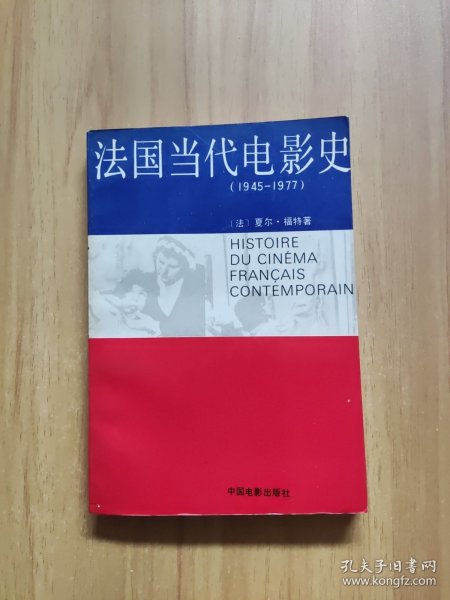 法国当代电影史
(1945-1977)
〔法〕夏尔·福特著
HISTOIRE
DU CINÉMA
FRANÇAIS
CONTEMPORAIN
中国电影出版社
孔夫子旧书网
www.kongfz.com